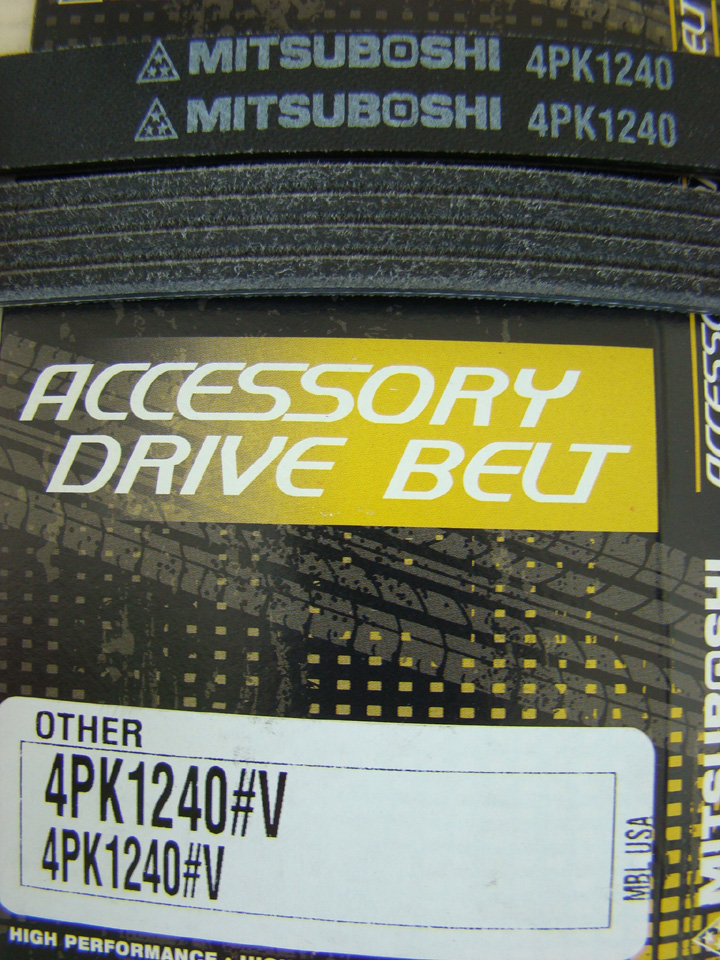 MITSUBOSHI 4PK1240
MITSUBOSHI 4PK1240
ACCESSORY
DRIVE BELT
OTHER
4PK1240#V
4PK1240#V
MBL USA
HIGH PERFORMANCE
MITSUBOSHI